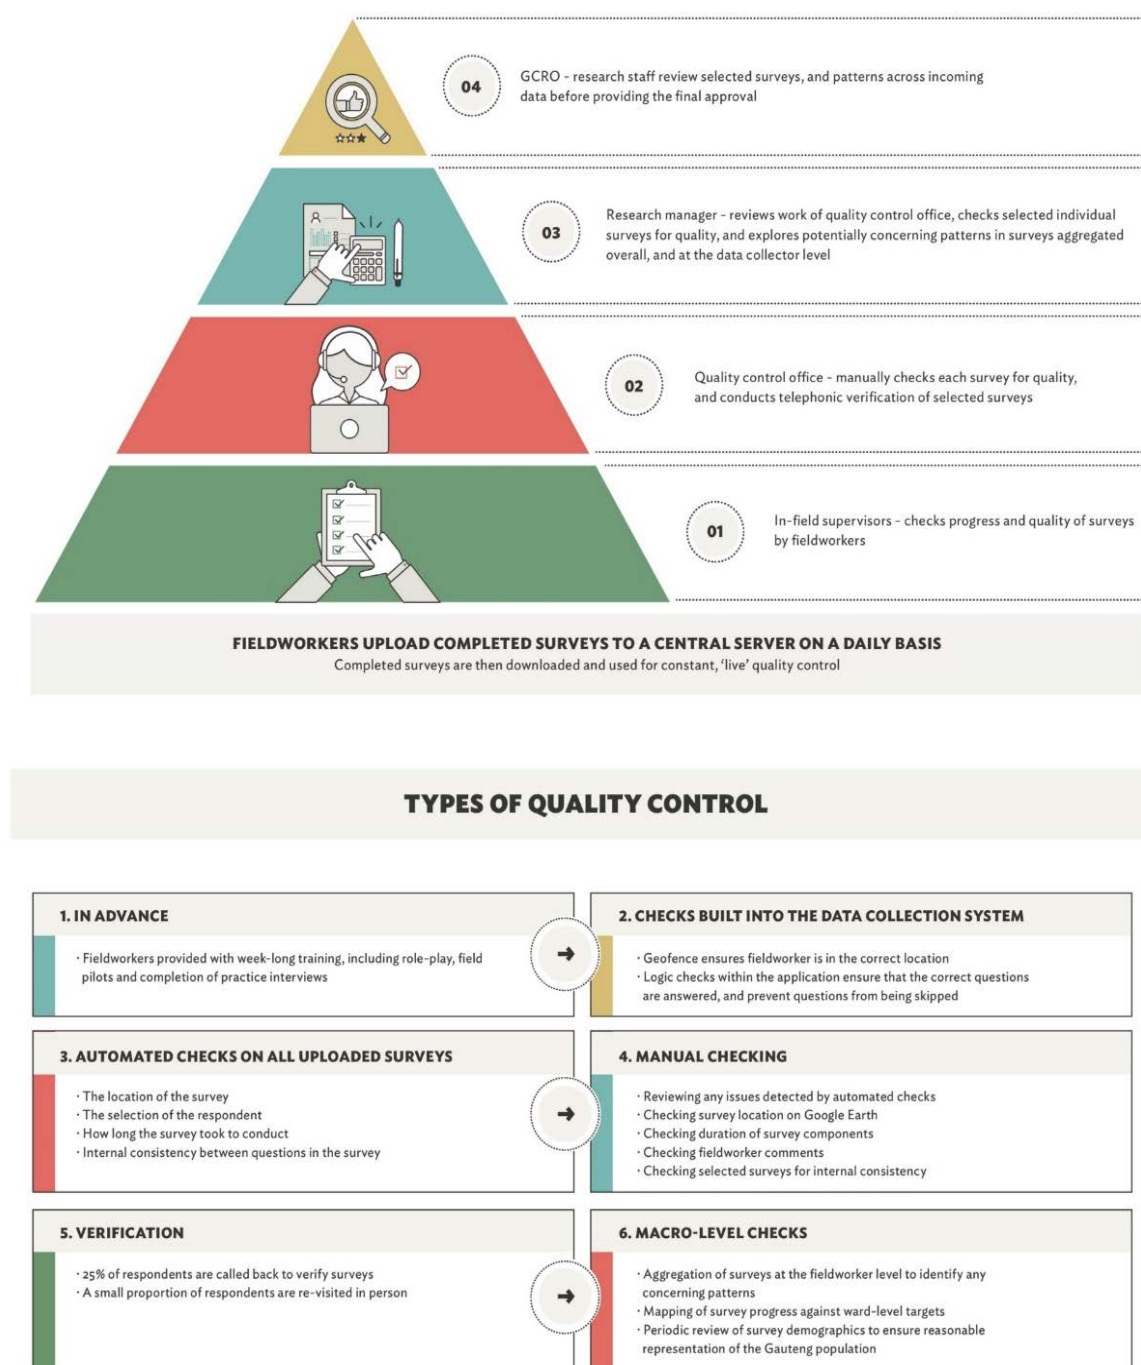 04
GCRO - research staff review selected surveys, and patterns across incoming
data before providing the final approval
03
Research manager - reviews work of quality control office, checks selected individual
surveys for quality, and explores potentially concerning patterns in surveys aggregated
overall, and at the data collector level
02
Quality control office - manually checks each survey for quality,
and conducts telephonic verification of selected surveys
01
In-field supervisors - checks progress and quality of surveys
by fieldworkers
FIELDWORKERS UPLOAD COMPLETED SURVEYS TO A CENTRAL SERVER ON A DAILY BASIS
Completed surveys are then downloaded and used for constant, 'live' quality control
TYPES OF QUALITY CONTROL
1. IN ADVANCE
· Fieldworkers provided with week-long training, including role-play, field
pilots and completion of practice interviews
2. CHECKS BUILT INTO THE DATA COLLECTION SYSTEM
· Geofence ensures fieldworker is in the correct location
· Logic checks within the application ensure that the correct questions
are answered, and prevent questions from being skipped
3. AUTOMATED CHECKS ON ALL UPLOADED SURVEYS
· The location of the survey
· The selection of the respondent
· How long the survey took to conduct
· Internal consistency between questions in the survey
4. MANUAL CHECKING
· Reviewing any issues detected by automated checks
· Checking survey location on Google Earth
· Checking duration of survey components
· Checking fieldworker comments
· Checking selected surveys for internal consistency
5. VERIFICATION
· 25% of respondents are called back to verify surveys
· A small proportion of respondents are re-visited in person
6. MACRO-LEVEL CHECKS
· Aggregation of surveys at the fieldworker level to identify any
concerning patterns
· Mapping of survey progress against ward-level targets
· Periodic review of survey demographics to ensure reasonable
representation of the Gauteng population